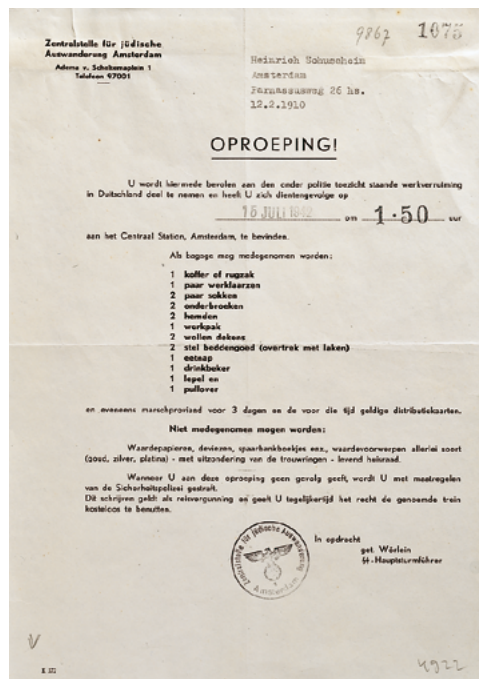 9867 1075
Zentralstelle für jüdische
Auswanderung Amsterdam
Adama v. Scheltemaplein 1
Telefoon 97001
Heinrich Schuschein
Amsterdam
Parnassusweg 26 hs.
12.2.1910
OPROEPING!
U wordt hiermede bevolen aan den onder politie toezicht staande werkverruiming
in Duitschland deel te nemen en heeft U zich dientengevolge op
15 JULI 1942 om 1·50 uur
aan het Centraal Station, Amsterdam, te bevinden.
Als bagage mag medegenomen worden:
1 koffer of rugzak
1 paar werklaarzen
2 paar sokken
2 onderbroeken
2 hemden
1 werkpak
2 wollen dekens
2 stel beddengoed (overtrek met laken)
1 eetnap
1 drinkbeker
1 lepel en
1 pullover
en eveneens marschproviand voor 3 dagen en de voor die tijd geldige distributiekaarten.
Niet medegenomen mogen worden:
Waardepapieren, deviezen, spaarbankboekjes enz., waardevoorwerpen allerlei soort
(goud, zilver, platina) - met uitzondering van de trouwringen - levend huisraad.
Wanneer U aan deze oproeping geen gevolg geeft, wordt U met maatregelen
van de Sicherheitspolizei gestraft.
Dit schrijven geldt als reisvergunning en geeft U tegelijkertijd het recht de genoemde trein
kosteloos te benutten.
Zentralstelle für jüdische Auswanderung
Amsterdam
In opdracht
get. Wörlein
ᛋᛋ-Hauptsturmführer
V
K 372
4922